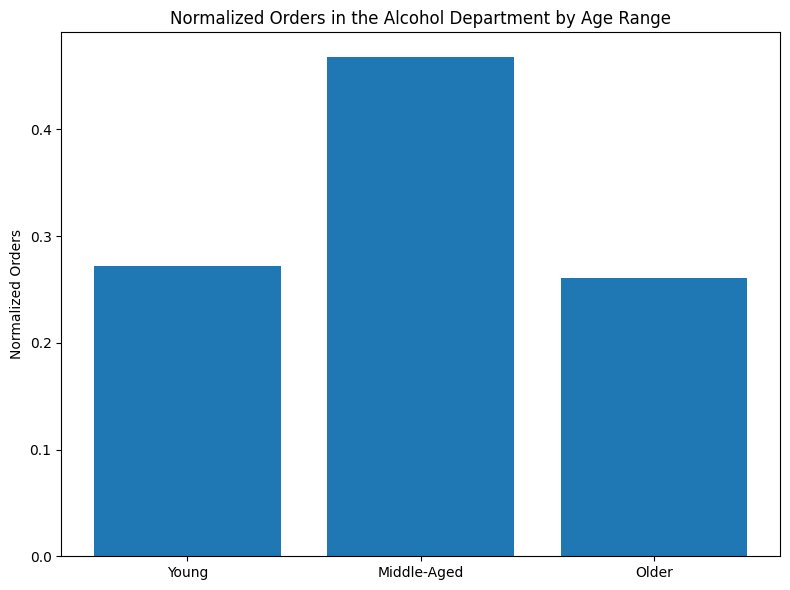 Normalized Orders in the Alcohol Department by Age Range
Normalized Orders
0.4
0.3
0.2
0.1
0.0
Young
Middle-Aged
Older